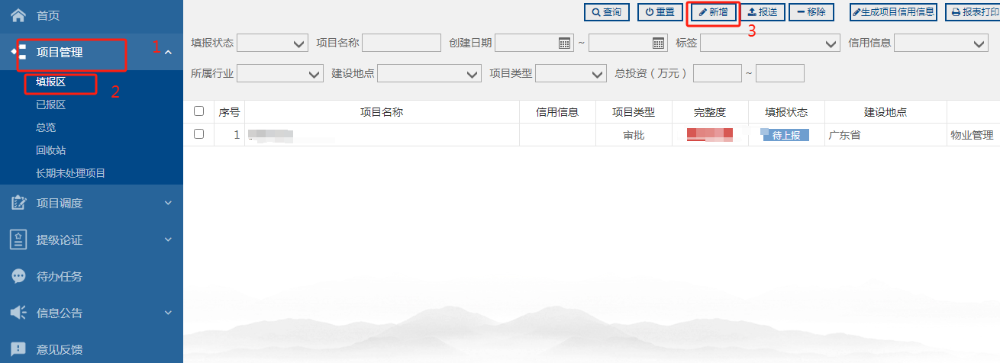 首页
项目管理 1
填报区 2
已报区
总览
回收站
长期未处理项目
项目调度
提级论证
待办任务
信息公告
意见反馈
查询 重置 新增 报送 移除 生成项目信用信息 报表打印
3
填报状态 项目名称 创建日期 ~ 标签 信用信息
所属行业 建设地点 项目类型 总投资（万元） ~
序号 项目名称 信用信息 项目类型 完整度 填报状态 建设地点
1 审批 待上报 广东省 物业管理